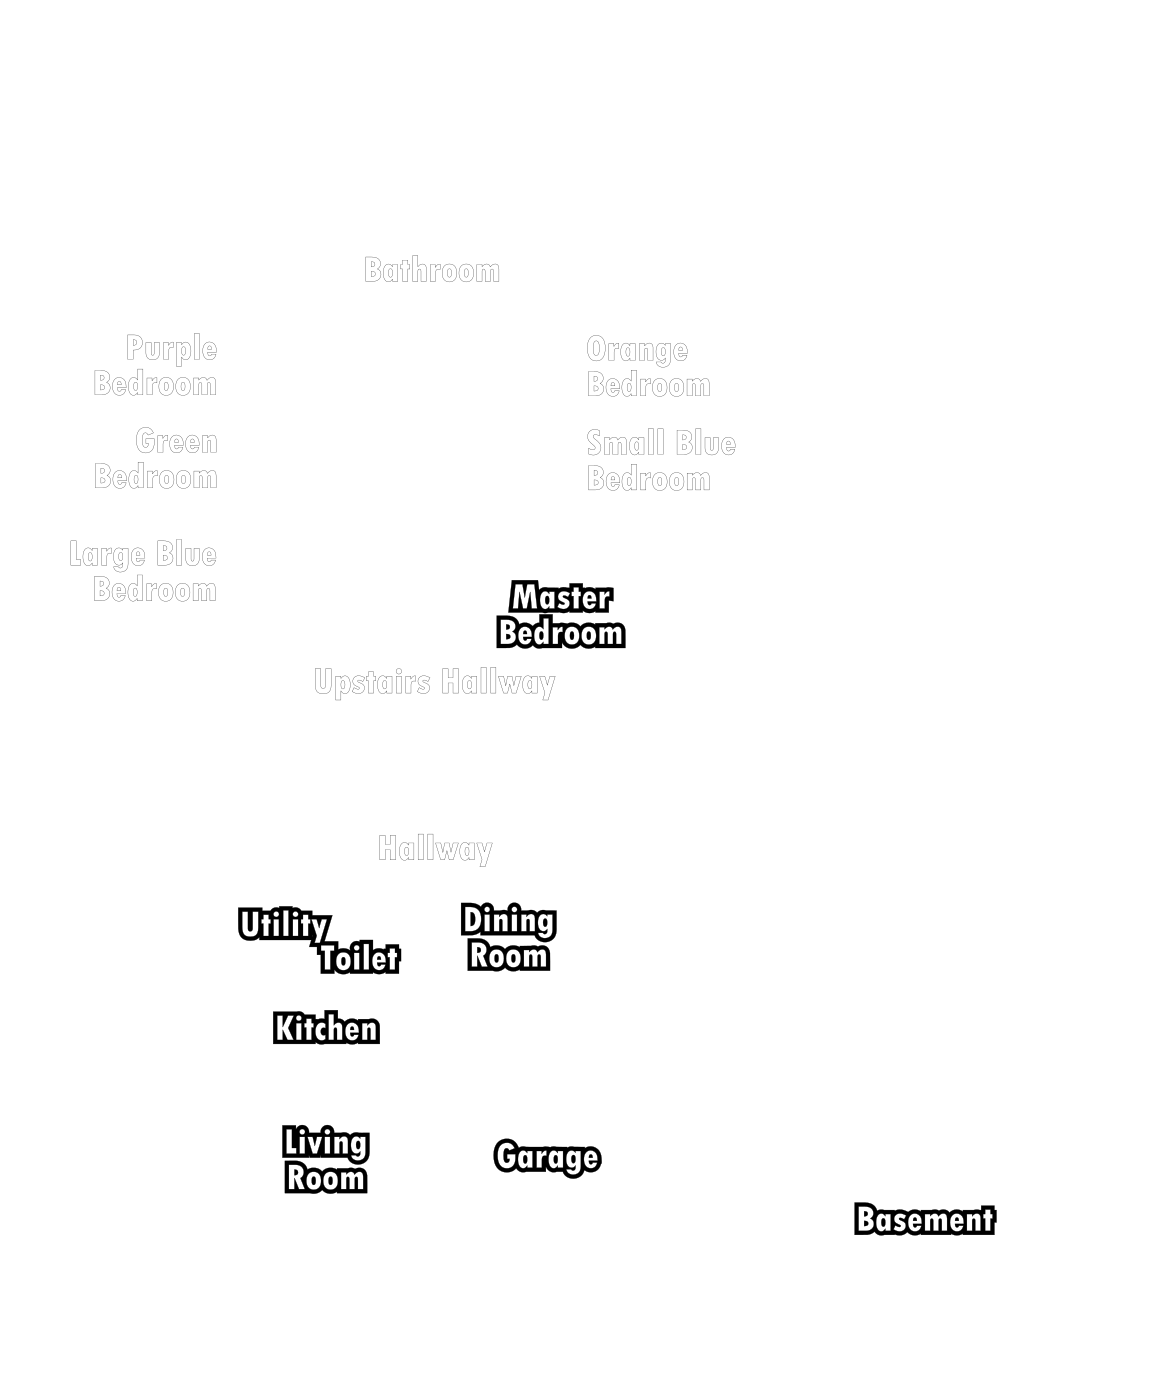 Bathroom
Purple
Bedroom
Orange
Bedroom
Green
Bedroom
Small Blue
Bedroom
Large Blue
Bedroom
Master
Bedroom
Upstairs Hallway
Hallway
Utility
Toilet
Dining
Room
Kitchen
Living
Room
Garage
Basement